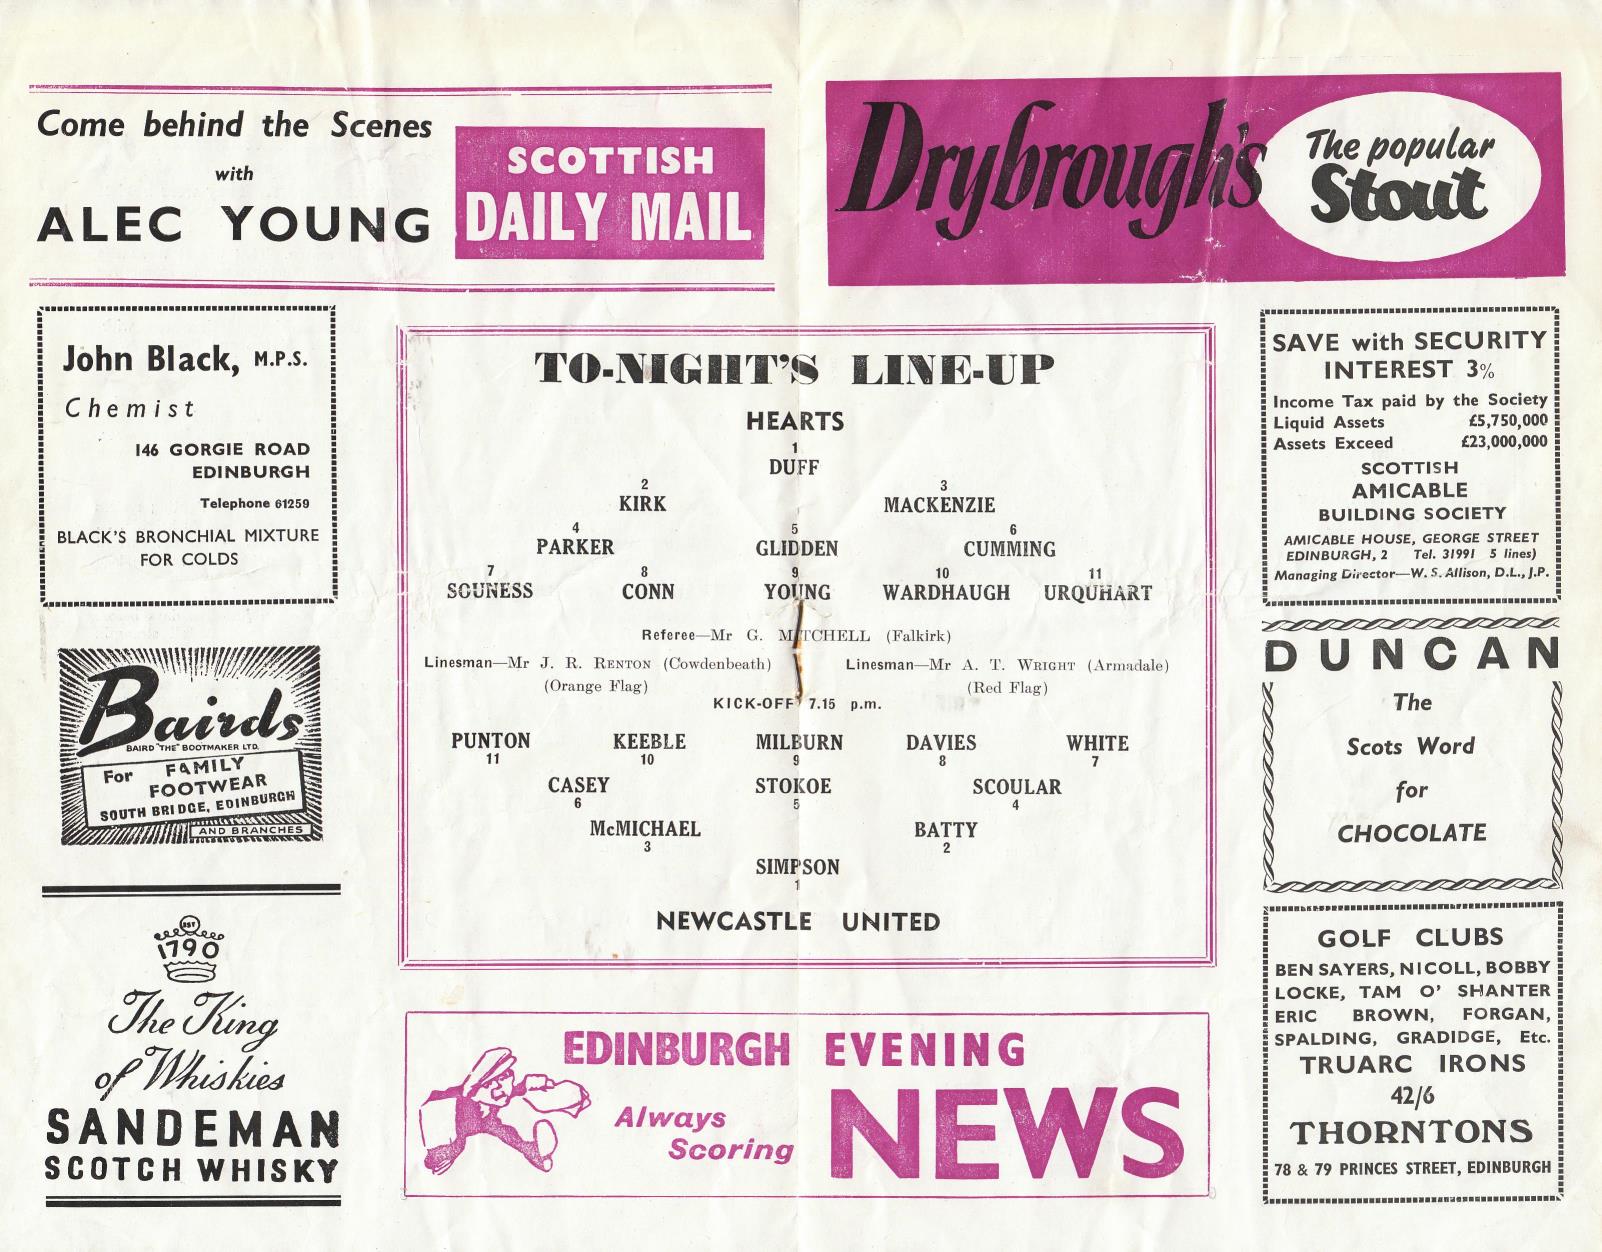 Come behind the Scenes
with
ALEC YOUNG
SCOTTISH
DAILY MAIL
Drybrough's
The popular
Stout
John Black, M.P.S.
Chemist
146 GORGIE ROAD
EDINBURGH
Telephone 61259
BLACK'S BRONCHIAL MIXTURE
FOR COLDS
Bairds
BAIRD "THE" BOOTMAKER LTD.
For FAMILY
FOOTWEAR
SOUTH BRIDGE, EDINBURGH
AND BRANCHES
EST
1790
The King
of Whiskies
SANDEMAN
SCOTCH WHISKY
TO-NIGHT'S LINE-UP
HEARTS
1
DUFF
2 3
KIRK MACKENZIE
4 5 6
PARKER GLIDDEN CUMMING
7 8 9 10 11
SOUNESS CONN YOUNG WARDHAUGH URQUHART
Referee—Mr G. MITCHELL (Falkirk)
Linesman—Mr J. R. RENTON (Cowdenbeath) Linesman—Mr A. T. WRIGHT (Armadale)
(Orange Flag) (Red Flag)
KICK-OFF 7.15 p.m.
PUNTON KEEBLE MILBURN DAVIES WHITE
11 10 9 8 7
CASEY STOKOE SCOULAR
6 5 4
McMICHAEL BATTY
3 2
SIMPSON
1
NEWCASTLE UNITED
EDINBURGH EVENING
NEWS
Always
Scoring
SAVE with SECURITY
INTEREST 3%
Income Tax paid by the Society
Liquid Assets £5,750,000
Assets Exceed £23,000,000
SCOTTISH
AMICABLE
BUILDING SOCIETY
AMICABLE HOUSE, GEORGE STREET
EDINBURGH, 2 Tel. 31991 5 lines)
Managing Director—W. S. Allison, D.L., J.P.
DUNCAN
The
Scots Word
for
CHOCOLATE
GOLF CLUBS
BEN SAYERS, NICOLL, BOBBY
LOCKE, TAM O' SHANTER
ERIC BROWN, FORGAN,
SPALDING, GRADIDGE, Etc.
TRUARC IRONS
42/6
THORNTONS
78 & 79 PRINCES STREET, EDINBURGH